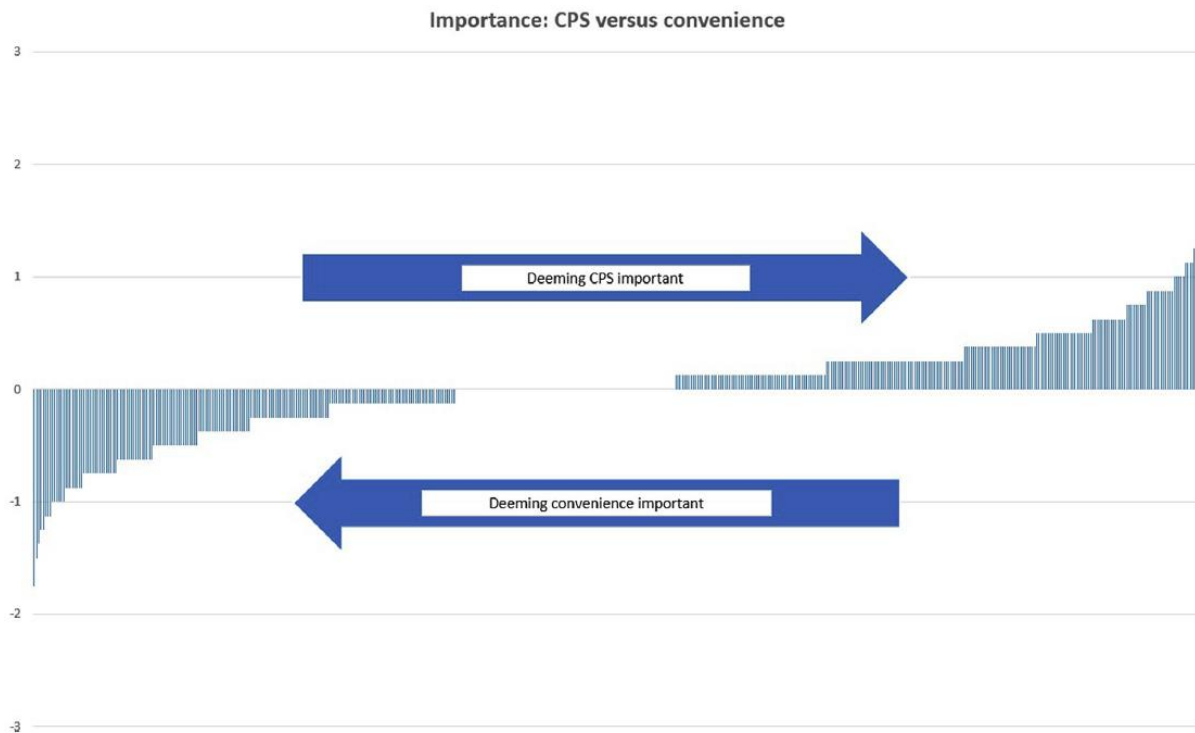 Importance: CPS versus convenience
3
2
1
Deeming CPS important
0
-1
Deeming convenience important
-2
-3